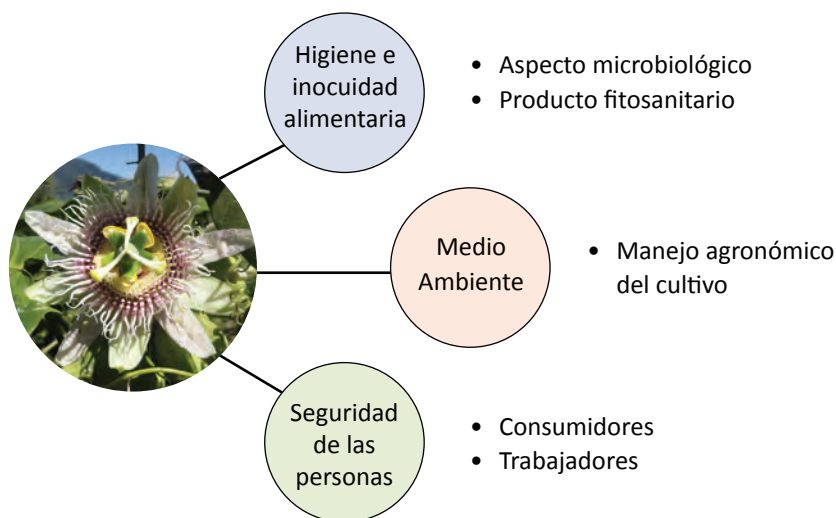 Higiene e
inocuidad
alimentaria
• Aspecto microbiológico
• Producto fitosanitario
Medio
Ambiente
• Manejo agronómico
del cultivo
Seguridad
de las
personas
• Consumidores
• Trabajadores